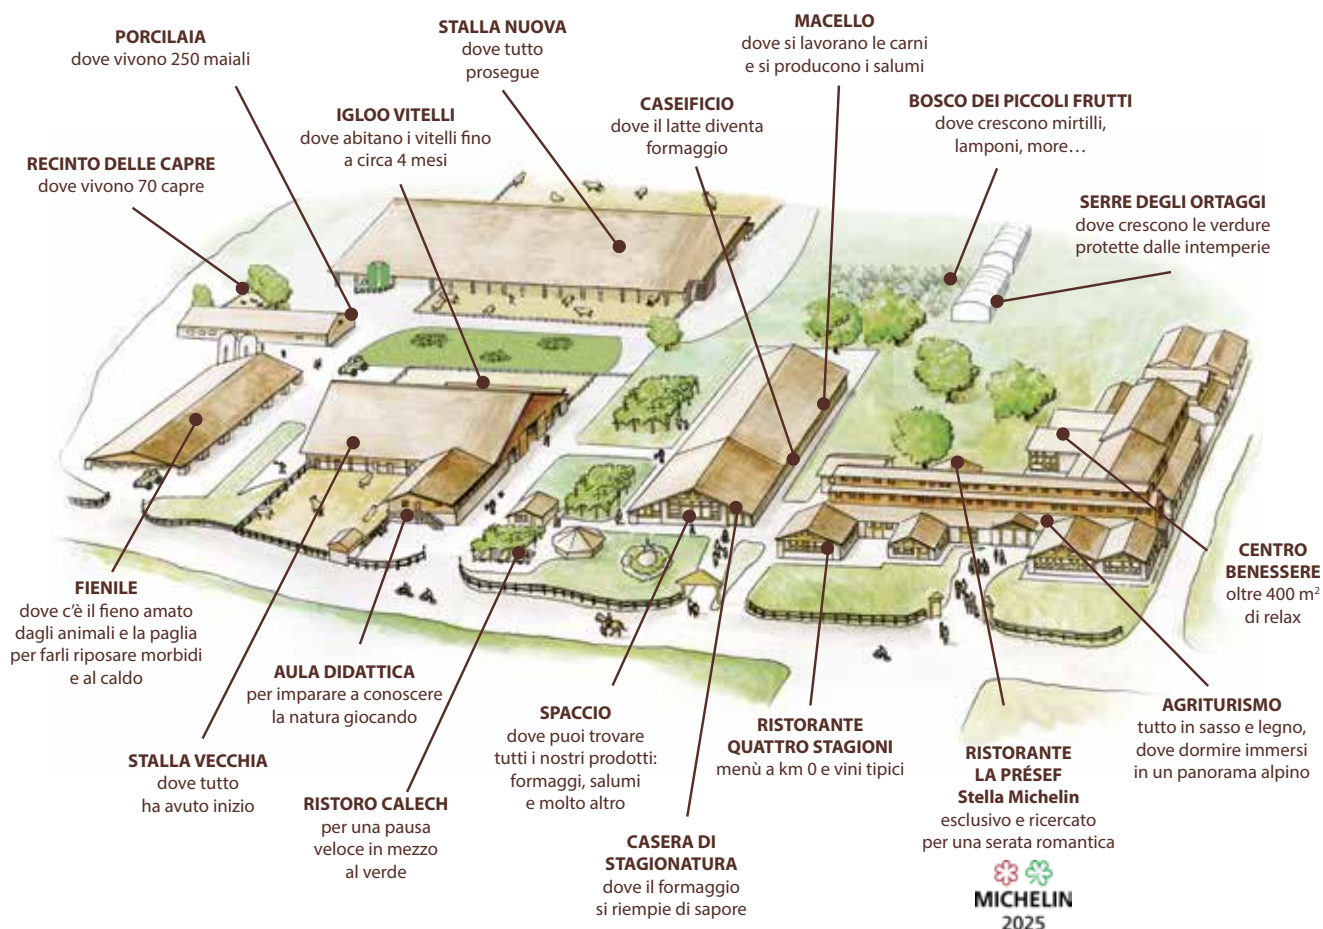 PORCILAIA
dove vivono 250 maiali
STALLA NUOVA
dove tutto
prosegue
MACELLO
dove si lavorano le carni
e si producono i salumi
IGLOO VITELLI
dove abitano i vitelli fino
a circa 4 mesi
CASEIFICIO
dove il latte diventa
formaggio
BOSCO DEI PICCOLI FRUTTI
dove crescono mirtilli,
lamponi, more…
RECINTO DELLE CAPRE
dove vivono 70 capre
SERRE DEGLI ORTAGGI
dove crescono le verdure
protette dalle intemperie
FIENILE
dove c'è il fieno amato
dagli animali e la paglia
per farli riposare morbidi
e al caldo
CENTRO
BENESSERE
oltre 400 m²
di relax
AULA DIDATTICA
per imparare a conoscere
la natura giocando
STALLA VECCHIA
dove tutto
ha avuto inizio
RISTORO CALECH
per una pausa
veloce in mezzo
al verde
SPACCIO
dove puoi trovare
tutti i nostri prodotti:
formaggi, salumi
e molto altro
CASERA DI
STAGIONATURA
dove il formaggio
si riempie di sapore
RISTORANTE
QUATTRO STAGIONI
menù a km 0 e vini tipici
RISTORANTE
LA PRÉSEF
Stella Michelin
esclusivo e ricercato
per una serata romantica
MICHELIN
2025
AGRITURISMO
tutto in sasso e legno,
dove dormire immersi
in un panorama alpino